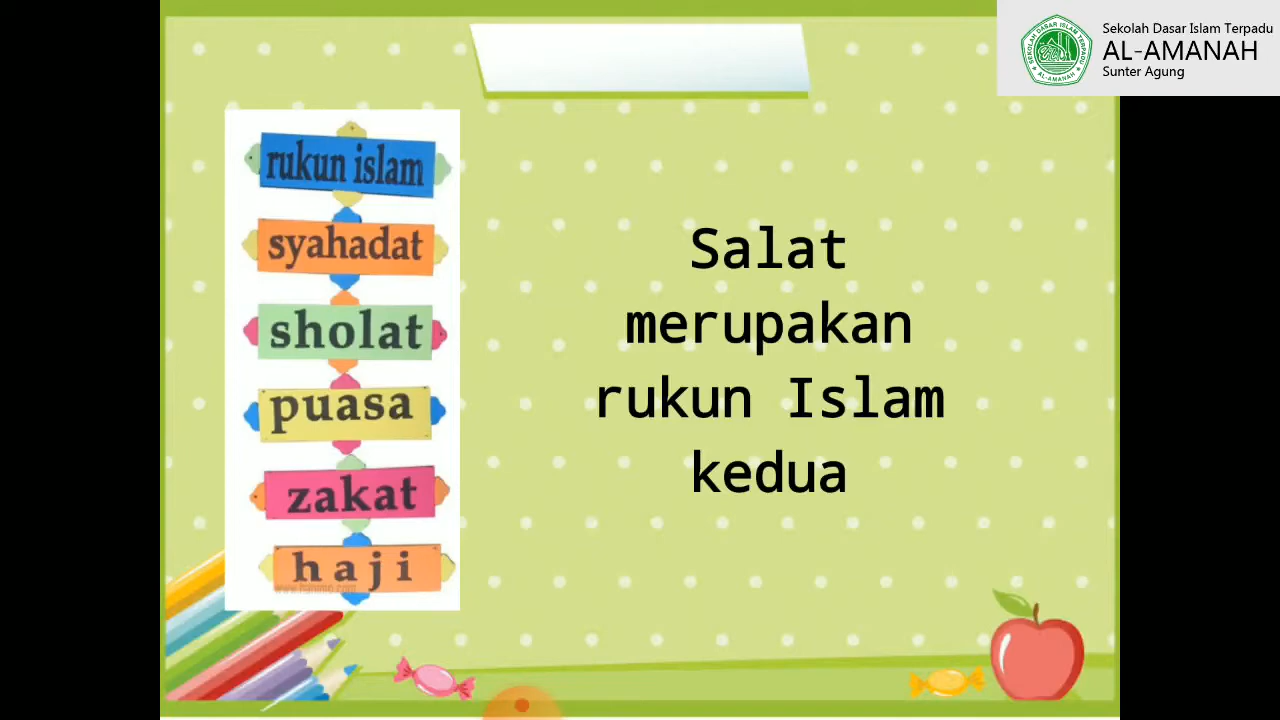 Sekolah Dasar Islam Terpadu
AL-AMANAH
Sunter Agung
rukun islam
syahadat
sholat
puasa
zakat
haji
Salat
merupakan
rukun Islam
kedua